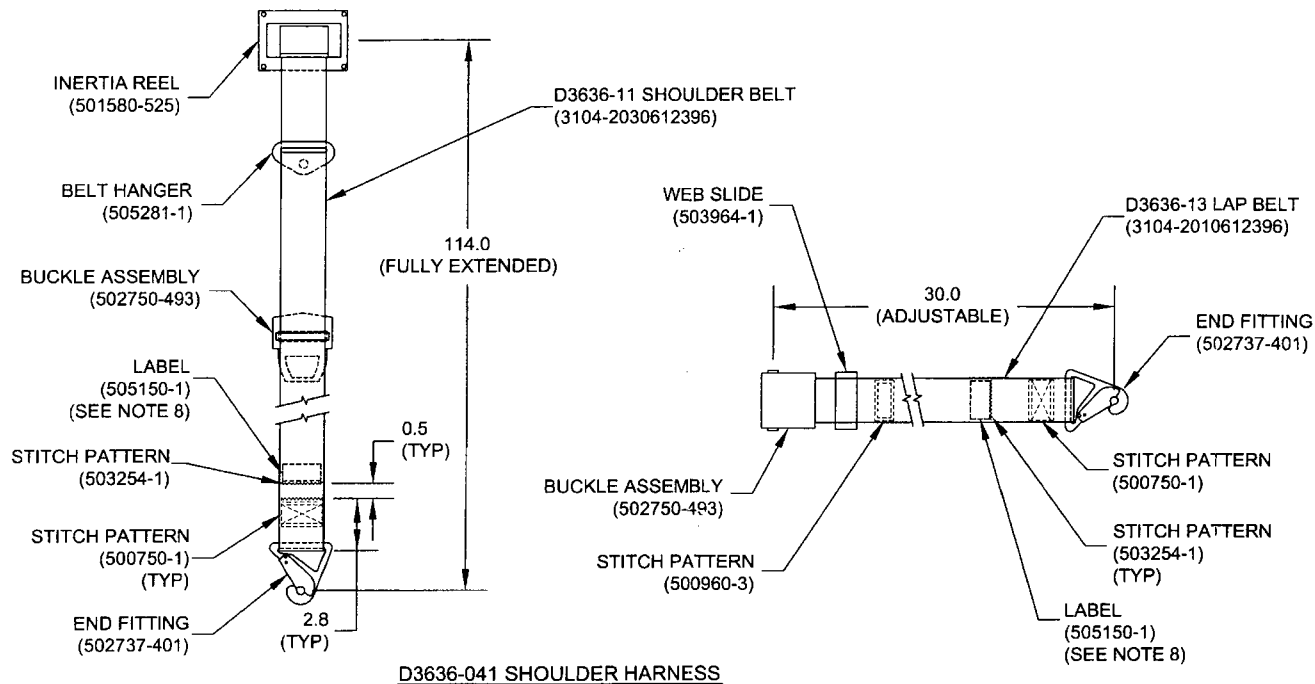 INERTIA REEL
(501580-525)
D3636-11 SHOULDER BELT
(3104-2030612396)
BELT HANGER
(505281-1)
114.0
(FULLY EXTENDED)
BUCKLE ASSEMBLY
(502750-493)
LABEL
(505150-1)
(SEE NOTE 8)
0.5
(TYP)
STITCH PATTERN
(503254-1)
STITCH PATTERN
(500750-1)
(TYP)
END FITTING
(502737-401)
2.8
(TYP)
WEB SLIDE
(503964-1)
D3636-13 LAP BELT
(3104-2010612396)
30.0
(ADJUSTABLE)
END FITTING
(502737-401)
BUCKLE ASSEMBLY
(502750-493)
STITCH PATTERN
(500960-3)
STITCH PATTERN
(500750-1)
STITCH PATTERN
(503254-1)
(TYP)
LABEL
(505150-1)
(SEE NOTE 8)
D3636-041 SHOULDER HARNESS